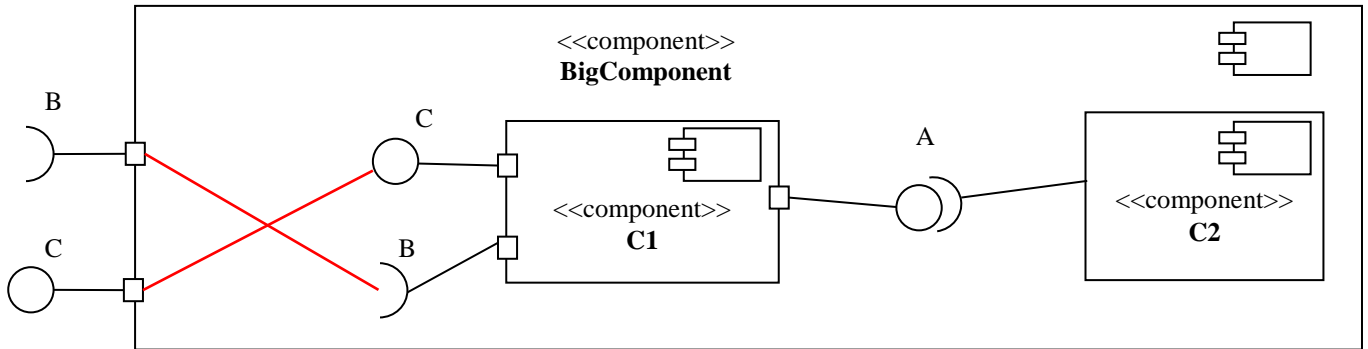 <<component>>
BigComponent
B
C
A
<<component>>
C1
<<component>>
C2
C
B